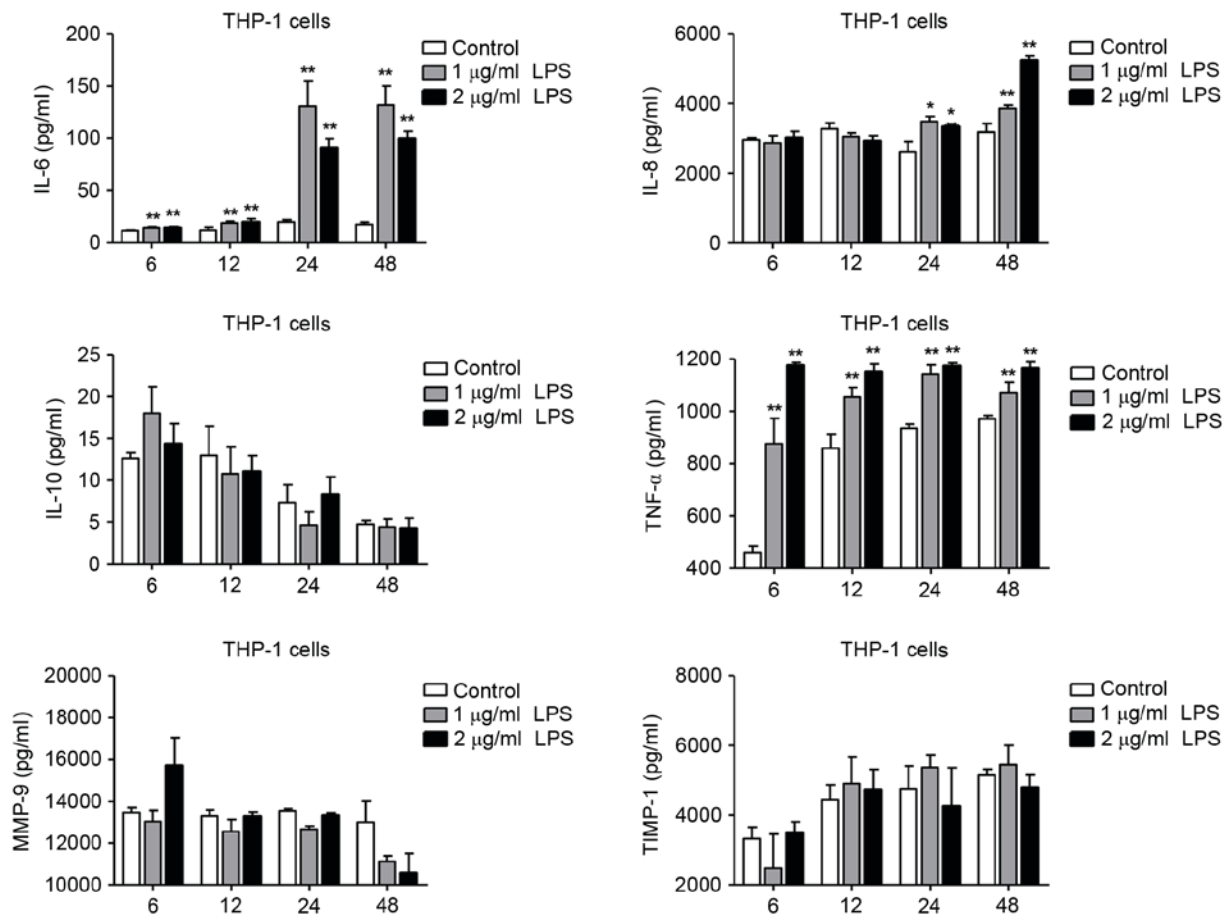 THP-1 cells
IL-6 (pg/ml)
200
150
100
50
0
** ** ** ** ** ** ** **
6 12 24 48
Control
1 μg/ml LPS
2 μg/ml LPS
THP-1 cells
IL-8 (pg/ml)
6000
4000
2000
0
* * ** **
6 12 24 48
Control
1 μg/ml LPS
2 μg/ml LPS
THP-1 cells
IL-10 (pg/ml)
25
20
15
10
5
0
6 12 24 48
Control
1 μg/ml LPS
2 μg/ml LPS
THP-1 cells
TNF-α (pg/ml)
1200
1000
800
600
400
** ** ** ** ** ** ** **
6 12 24 48
Control
1 μg/ml LPS
2 μg/ml LPS
THP-1 cells
MMP-9 (pg/ml)
20000
18000
16000
14000
12000
10000
6 12 24 48
Control
1 μg/ml LPS
2 μg/ml LPS
THP-1 cells
TIMP-1 (pg/ml)
8000
6000
4000
2000
6 12 24 48
Control
1 μg/ml LPS
2 μg/ml LPS